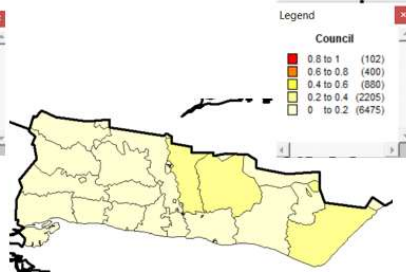 Legend
Council
0.8 to 1 (102)
0.6 to 0.8 (400)
0.4 to 0.6 (880)
0.2 to 0.4 (2205)
0 to 0.2 (6475)